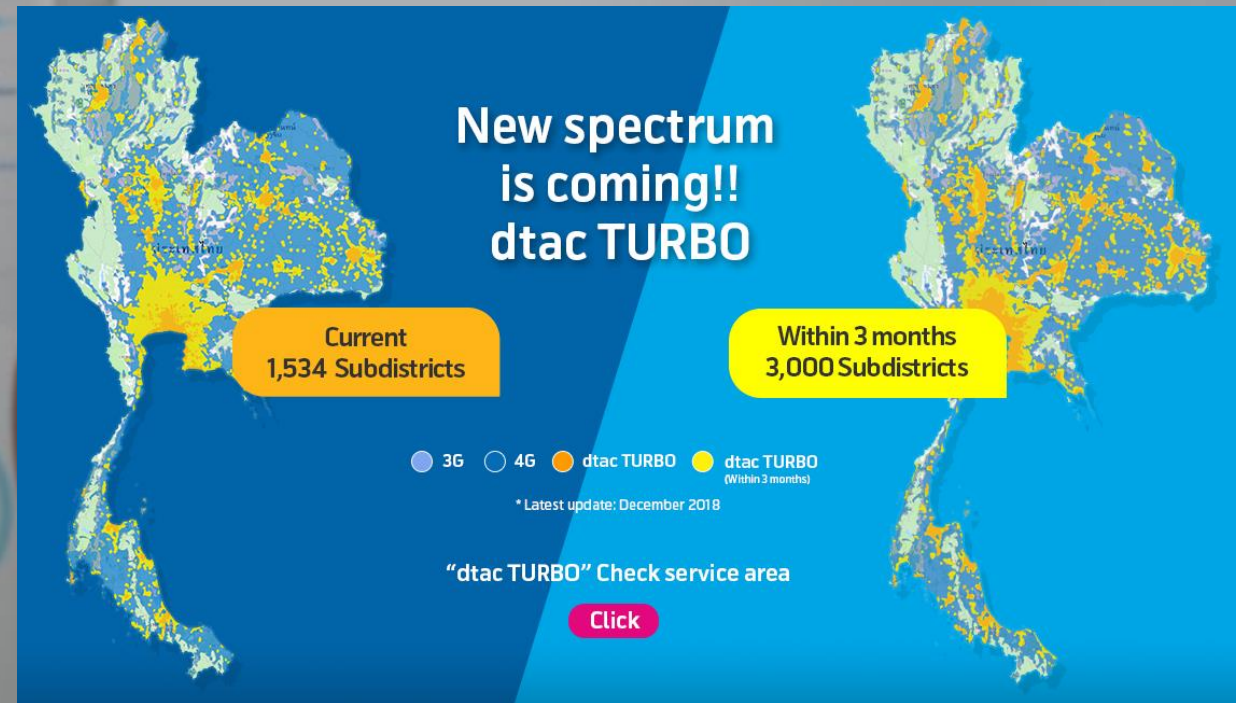 New spectrum
is coming!!
dtac TURBO
Current
1,534 Subdistricts
Within 3 months
3,000 Subdistricts
3G
4G
dtac TURBO
dtac TURBO
(Within 3 months)
* Latest update: December 2018
“dtac TURBO” Check service area
Click